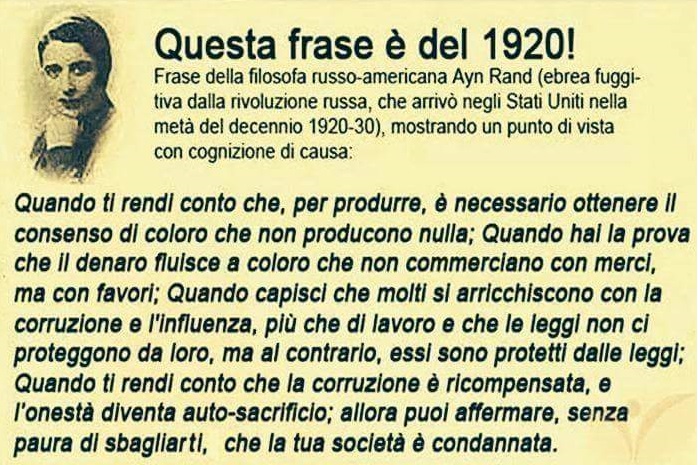 Questa frase è del 1920!
Frase della filosofa russo-americana Ayn Rand (ebrea fuggi-
tiva dalla rivoluzione russa, che arrivò negli Stati Uniti nella
metà del decennio 1920-30), mostrando un punto di vista
con cognizione di causa:
Quando ti rendi conto che, per produrre, è necessario ottenere il
consenso di coloro che non producono nulla; Quando hai la prova
che il denaro fluisce a coloro che non commerciano con merci,
ma con favori; Quando capisci che molti si arricchiscono con la
corruzione e l'influenza, più che di lavoro e che le leggi non ci
proteggono da loro, ma al contrario, essi sono protetti dalle leggi;
Quando ti rendi conto che la corruzione è ricompensata, e
l'onestà diventa auto-sacrificio; allora puoi affermare, senza
paura di sbagliarti, che la tua società è condannata.